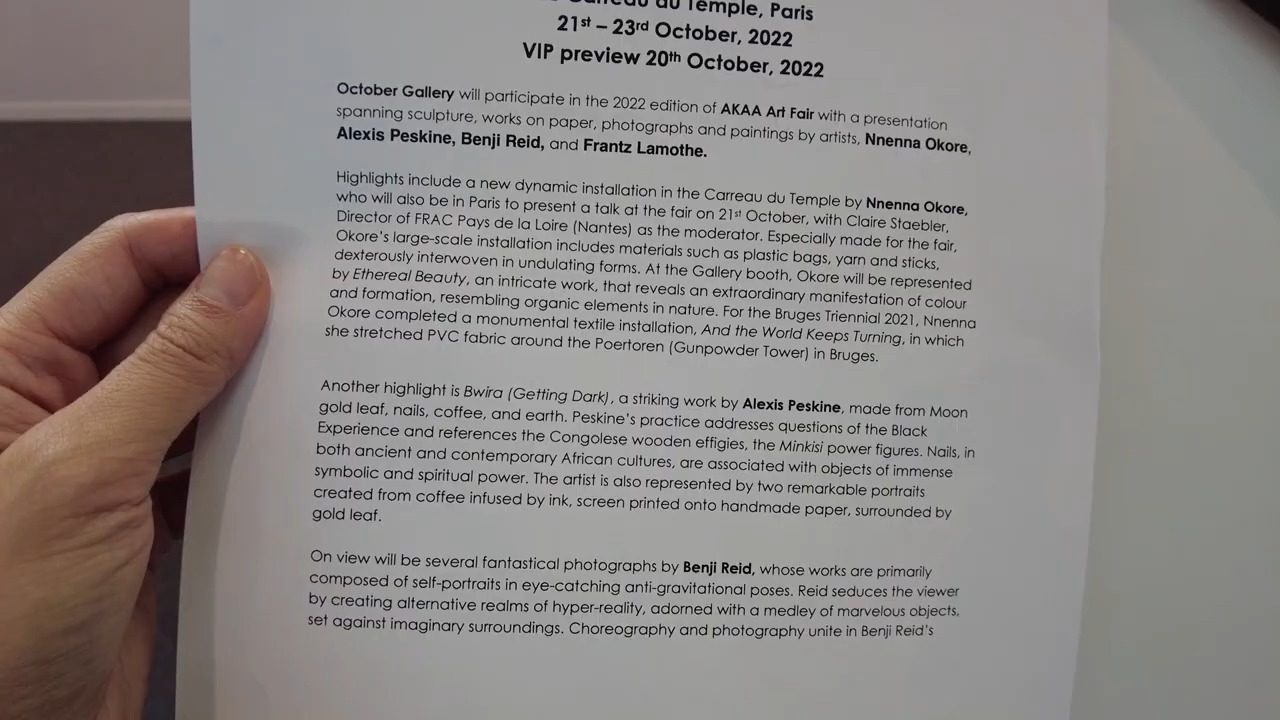 Carreau du Temple, Paris
21st – 23rd October, 2022
VIP preview 20th October, 2022
October Gallery will participate in the 2022 edition of AKAA Art Fair with a presentation
spanning sculpture, works on paper, photographs and paintings by artists, Nnenna Okore,
Alexis Peskine, Benji Reid, and Frantz Lamothe.
Highlights include a new dynamic installation in the Carreau du Temple by Nnenna Okore,
who will also be in Paris to present a talk at the fair on 21st October, with Claire Staebler,
Director of FRAC Pays de la Loire (Nantes) as the moderator. Especially made for the fair,
Okore's large-scale installation includes materials such as plastic bags, yarn and sticks,
dexterously interwoven in undulating forms. At the Gallery booth, Okore will be represented
by Ethereal Beauty, an intricate work, that reveals an extraordinary manifestation of colour
and formation, resembling organic elements in nature. For the Bruges Triennial 2021, Nnenna
Okore completed a monumental textile installation, And the World Keeps Turning, in which
she stretched PVC fabric around the Poertoren (Gunpowder Tower) in Bruges.
Another highlight is Bwira (Getting Dark), a striking work by Alexis Peskine, made from Moon
gold leaf, nails, coffee, and earth. Peskine's practice addresses questions of the Black
Experience and references the Congolese wooden effigies, the Minkisi power figures. Nails, in
both ancient and contemporary African cultures, are associated with objects of immense
symbolic and spiritual power. The artist is also represented by two remarkable portraits
created from coffee infused by ink, screen printed onto handmade paper, surrounded by
gold leaf.
On view will be several fantastical photographs by Benji Reid, whose works are primarily
composed of self-portraits in eye-catching anti-gravitational poses. Reid seduces the viewer
by creating alternative realms of hyper-reality, adorned with a medley of marvelous objects,
set against imaginary surroundings. Choreography and photography unite in Benji Reid's